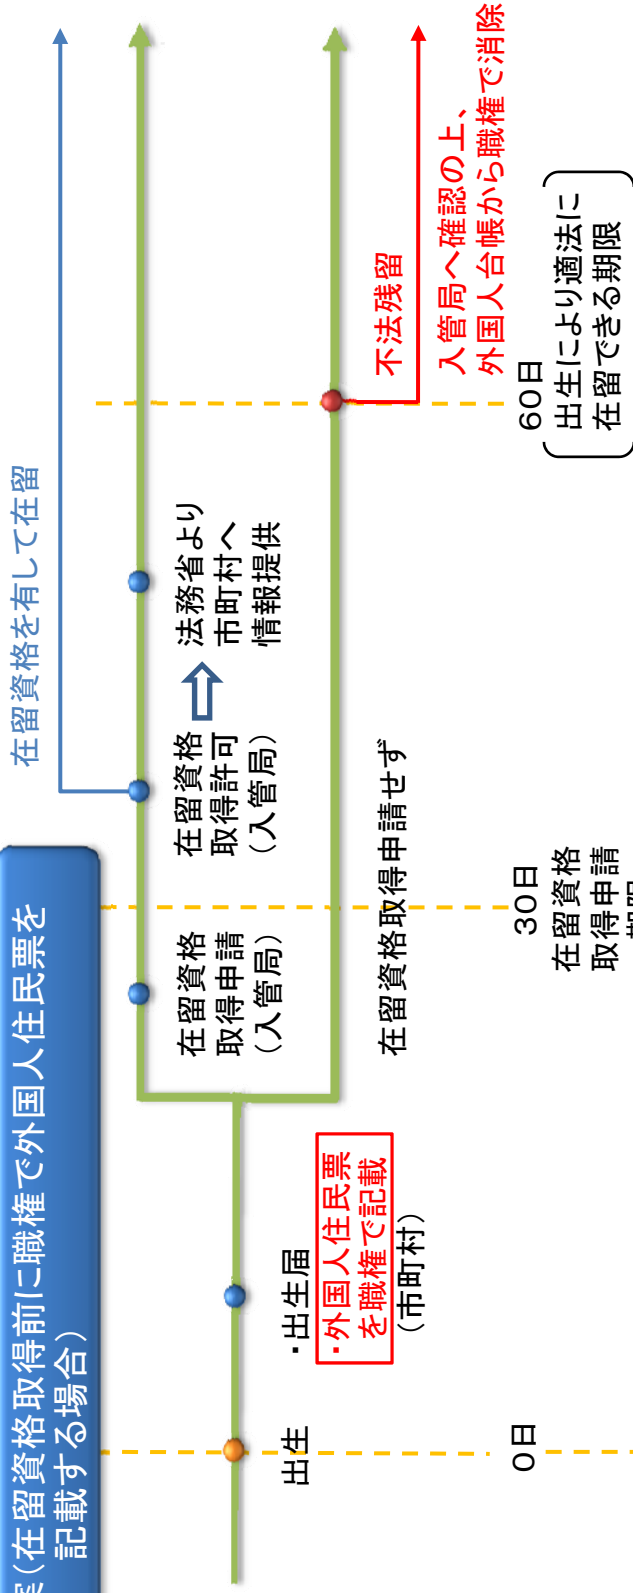 （在留資格取得前に職権で外国人住民票を
記載する場合）
在留資格を有して在留
出生
・出生届
・外国人住民票
を職権で記載
（市町村）
在留資格
取得申請
（入管局）
在留資格
取得許可
（入管局）
法務省より
市町村へ
情報提供
在留資格取得申請せず
不法残留
入管局へ確認の上、
外国人台帳から職権で消除
0日
30日
在留資格
取得申請
60日
出生により適法に
在留できる期限